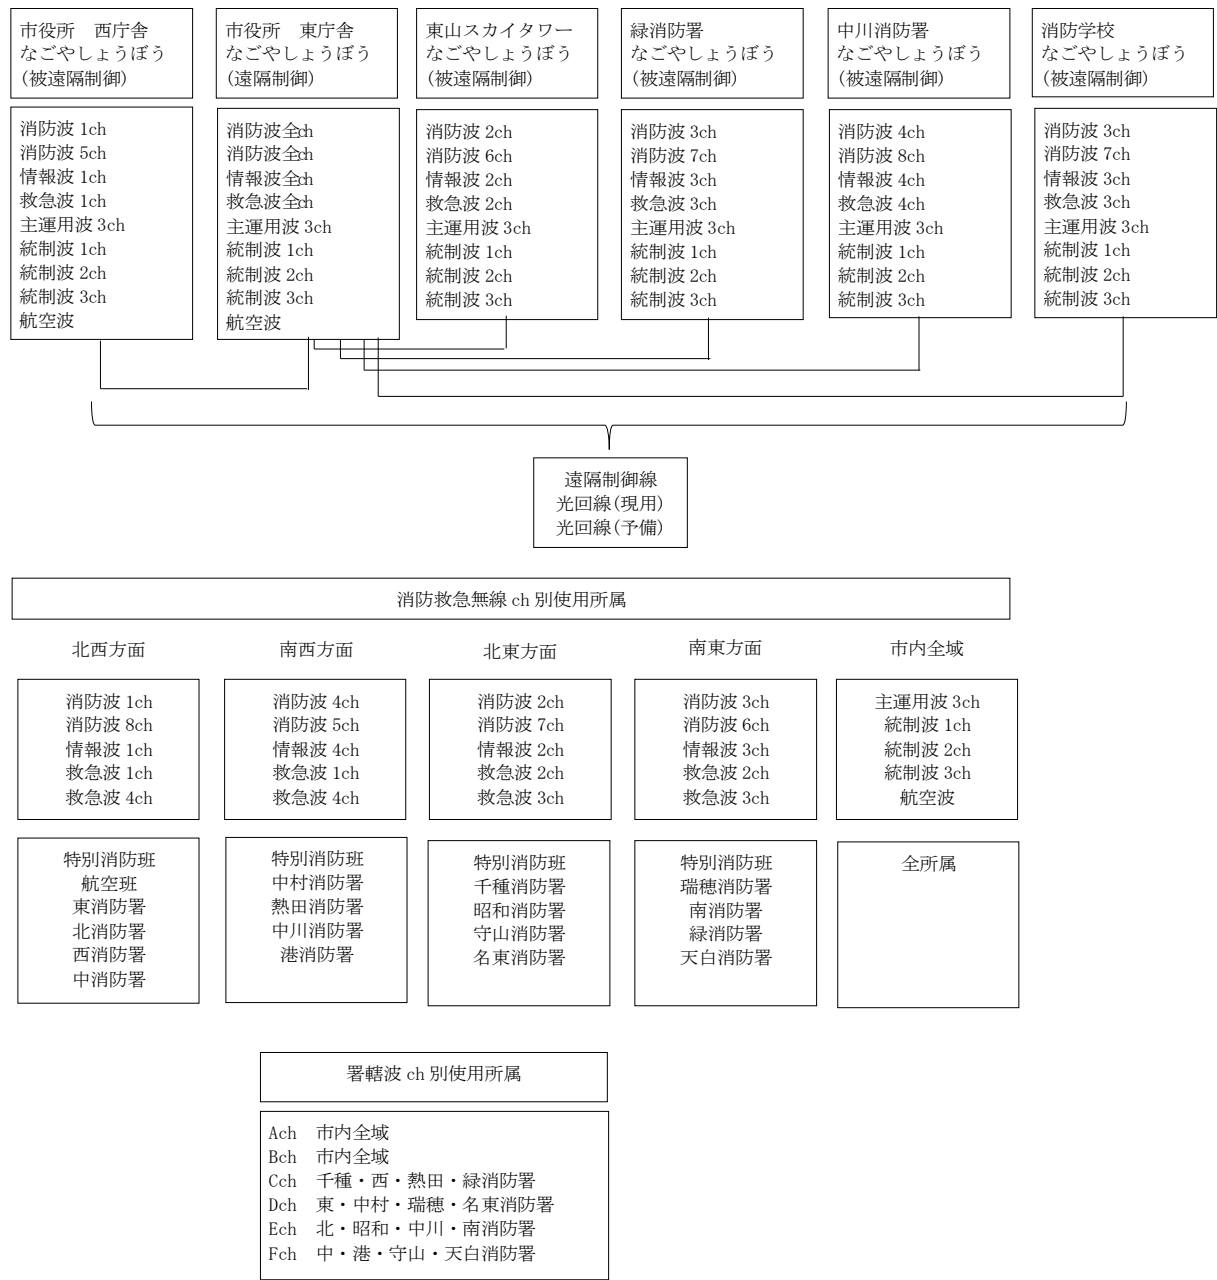 市役所　西庁舎
なごやしょうぼう
(被遠隔制御)
消防波 1ch
消防波 5ch
情報波 1ch
救急波 1ch
主運用波 3ch
統制波 1ch
統制波 2ch
統制波 3ch
航空波
市役所　東庁舎
なごやしょうぼう
(遠隔制御)
消防波全ch
消防波全ch
情報波全ch
救急波全ch
主運用波 3ch
統制波 1ch
統制波 2ch
統制波 3ch
航空波
東山スカイタワー
なごやしょうぼう
(被遠隔制御)
消防波 2ch
消防波 6ch
情報波 2ch
救急波 2ch
主運用波 3ch
統制波 1ch
統制波 2ch
統制波 3ch
緑消防署
なごやしょうぼう
(被遠隔制御)
消防波 3ch
消防波 7ch
情報波 3ch
救急波 3ch
主運用波 3ch
統制波 1ch
統制波 2ch
統制波 3ch
中川消防署
なごやしょうぼう
(被遠隔制御)
消防波 4ch
消防波 8ch
情報波 4ch
救急波 4ch
主運用波 3ch
統制波 1ch
統制波 2ch
統制波 3ch
消防学校
なごやしょうぼう
(被遠隔制御)
消防波 3ch
消防波 7ch
情報波 3ch
救急波 3ch
主運用波 3ch
統制波 1ch
統制波 2ch
統制波 3ch
遠隔制御線
光回線(現用)
光回線(予備)
消防救急無線 ch 別使用所属
北西方面
消防波 1ch
消防波 8ch
情報波 1ch
救急波 1ch
救急波 4ch
特別消防班
航空班
東消防署
北消防署
西消防署
中消防署
南西方面
消防波 4ch
消防波 5ch
情報波 4ch
救急波 1ch
救急波 4ch
特別消防班
中村消防署
熱田消防署
中川消防署
港消防署
北東方面
消防波 2ch
消防波 7ch
情報波 2ch
救急波 2ch
救急波 3ch
特別消防班
千種消防署
昭和消防署
守山消防署
名東消防署
南東方面
消防波 3ch
消防波 6ch
情報波 3ch
救急波 2ch
救急波 3ch
特別消防班
瑞穂消防署
南消防署
緑消防署
天白消防署
市内全域
主運用波 3ch
統制波 1ch
統制波 2ch
統制波 3ch
航空波
全所属
署轄波 ch 別使用所属
Ach　市内全域
Bch　市内全域
Cch　千種・西・熱田・緑消防署
Dch　東・中村・瑞穂・名東消防署
Ech　北・昭和・中川・南消防署
Fch　中・港・守山・天白消防署